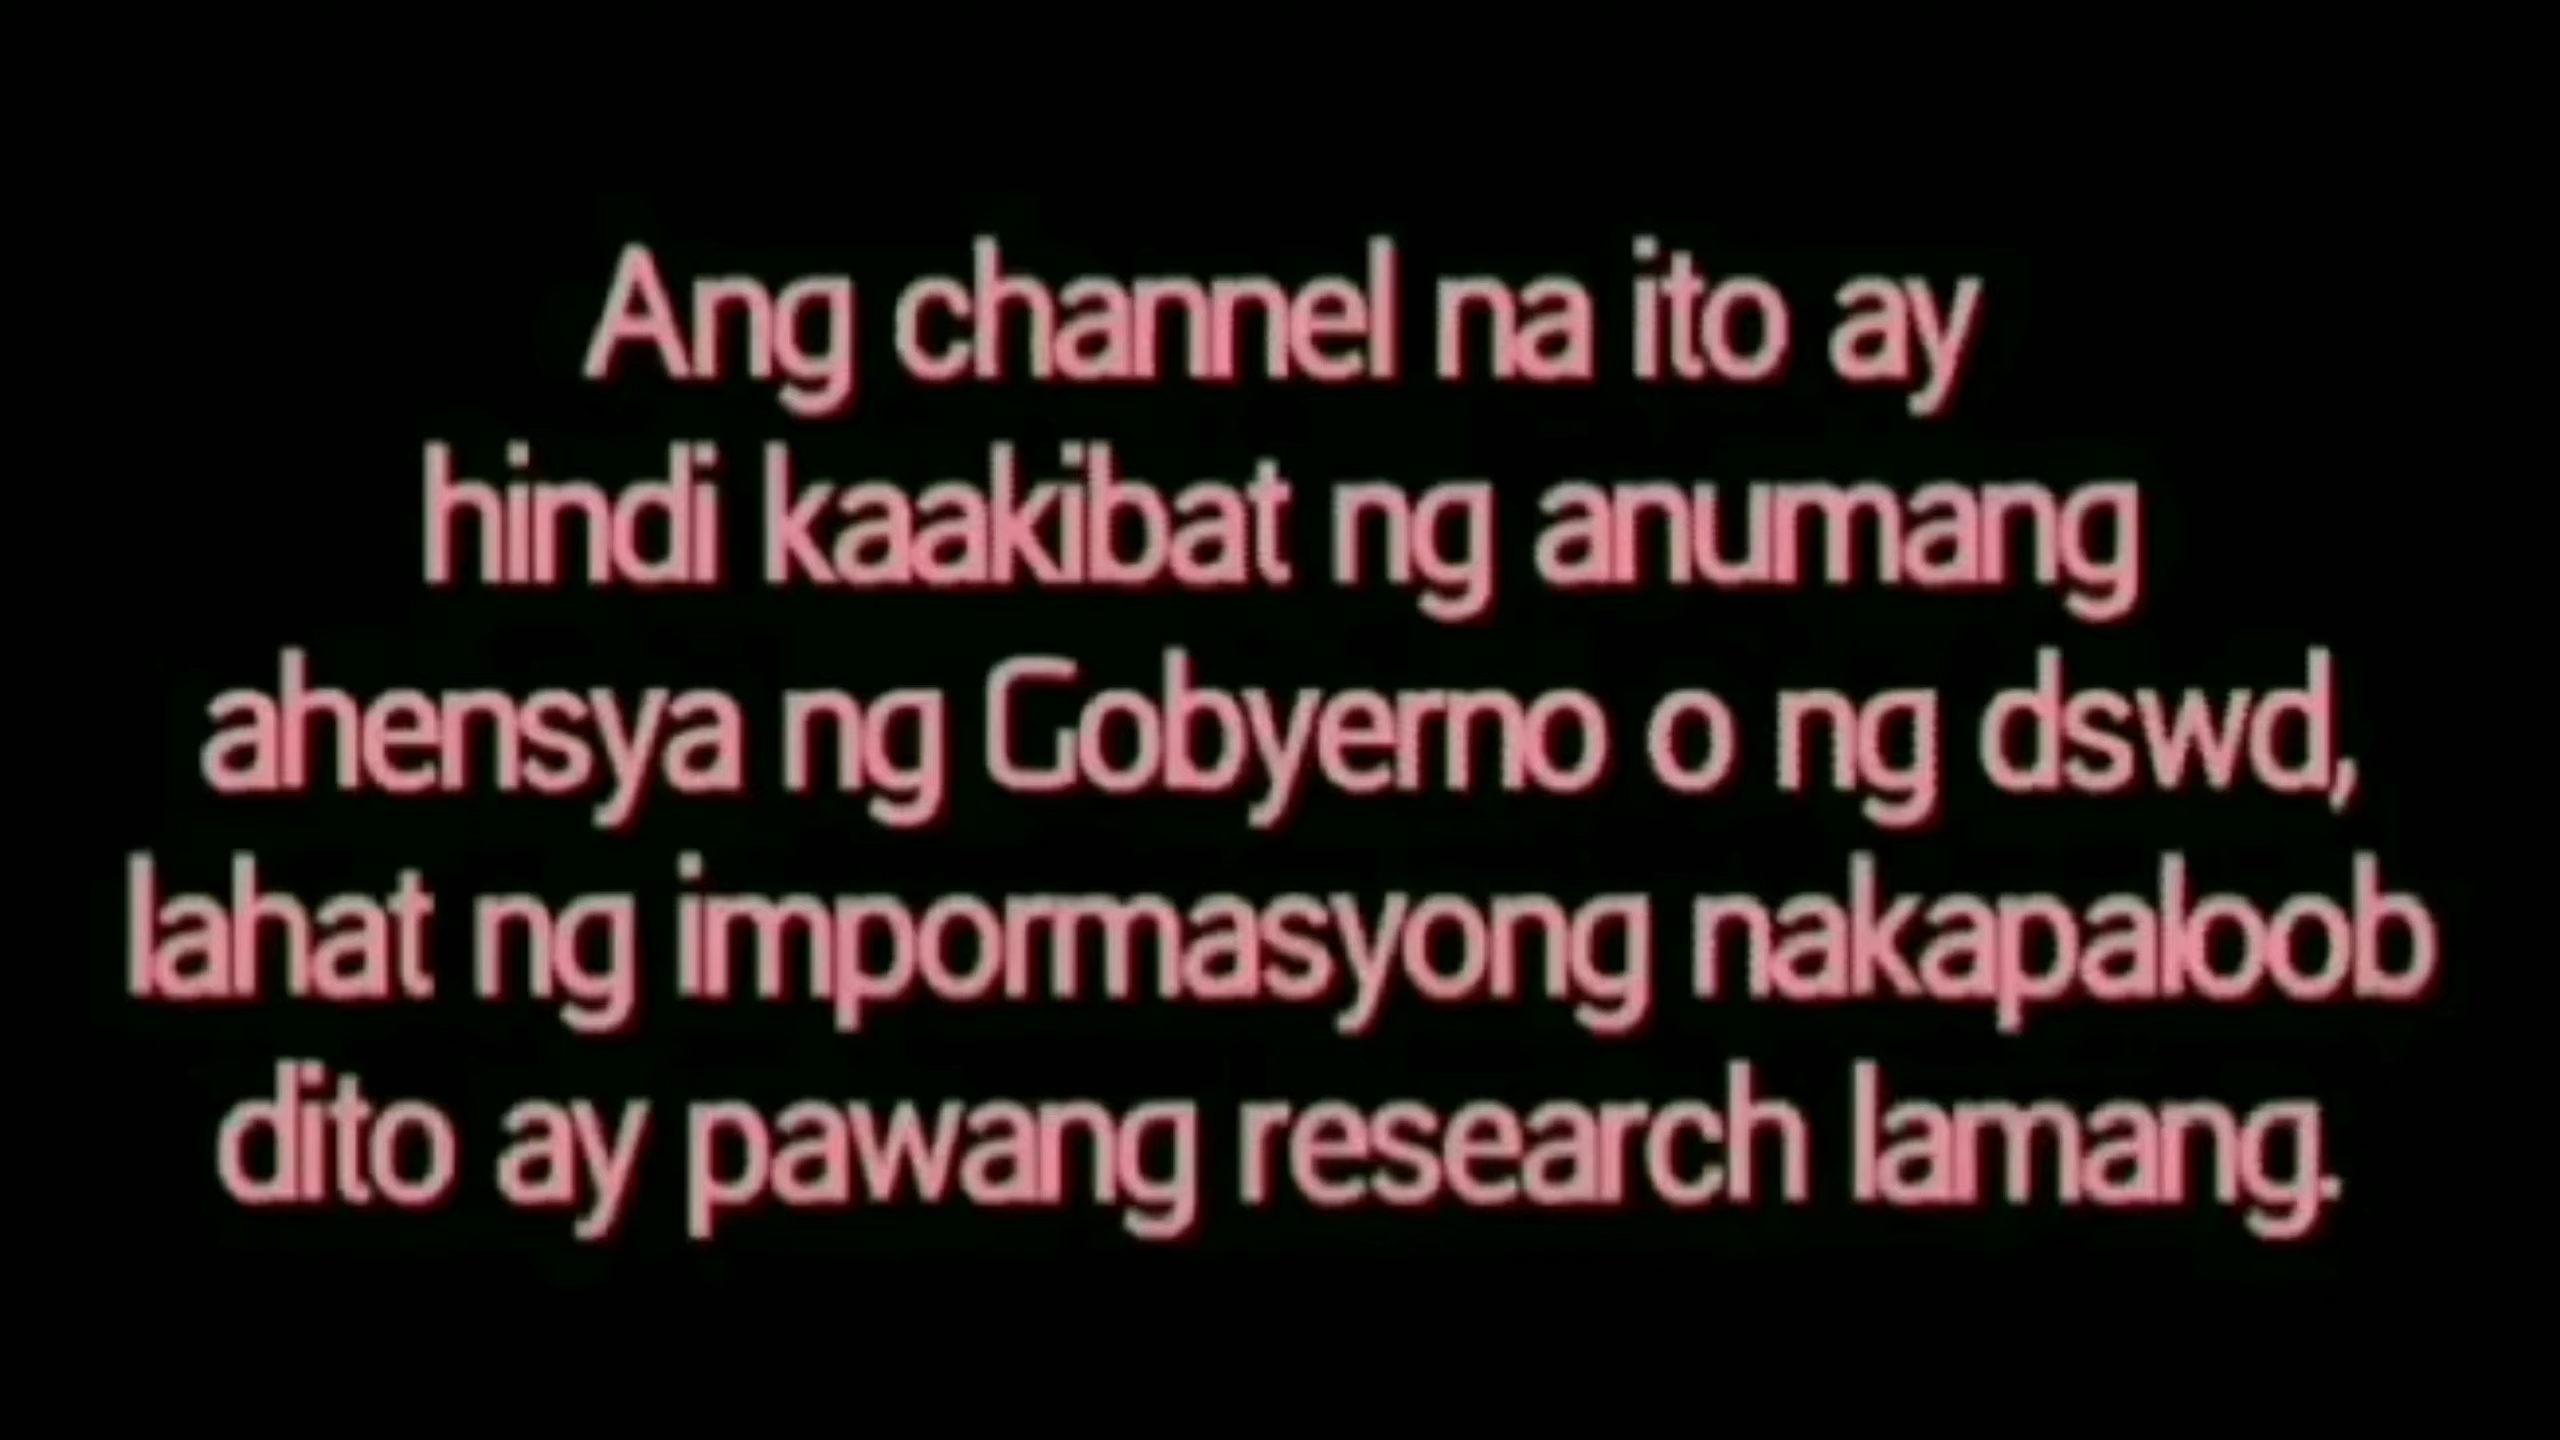 Ang channel na ito ay
hindi kaakibat ng anumang
ahensya ng Gobyerno o ng dswd,
lahat ng impormasyong nakapaloob
dito ay pawang research lamang.